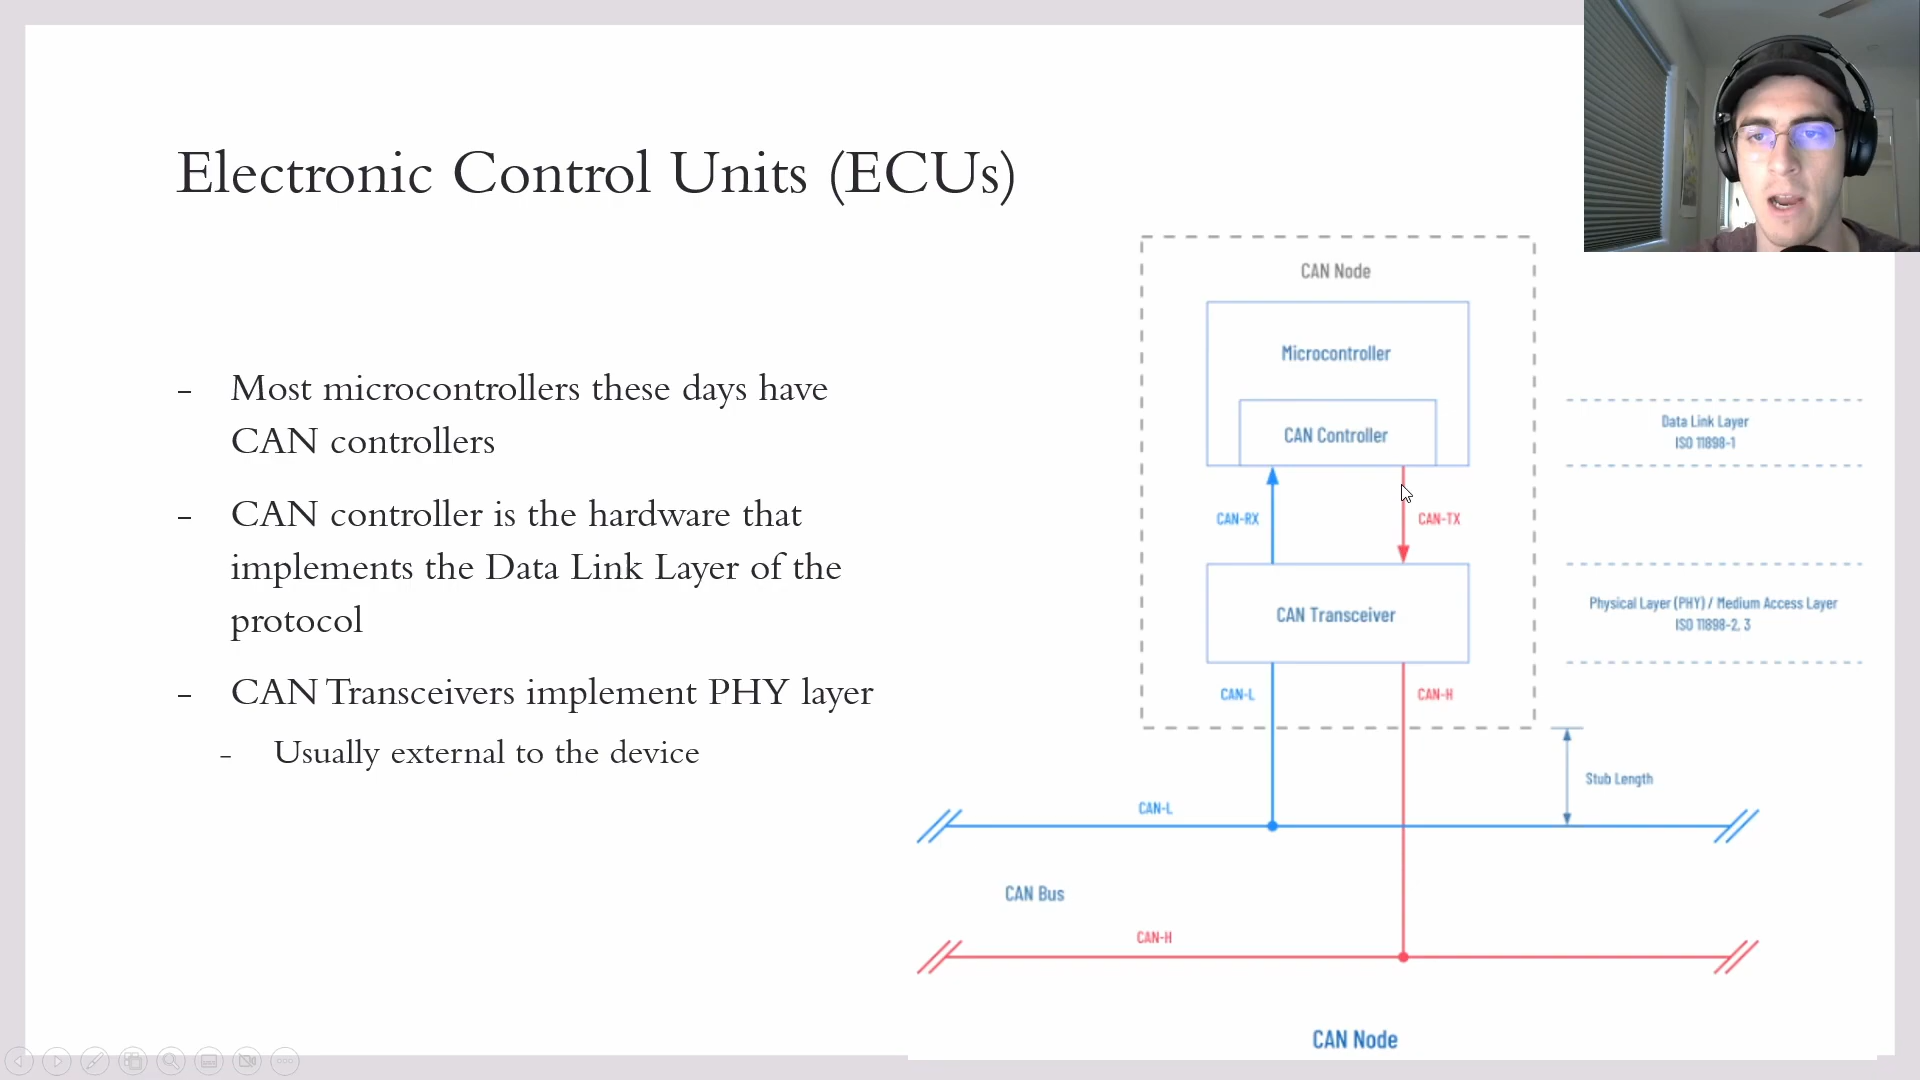 Electronic Control Units (ECUs)
- Most microcontrollers these days have
CAN controllers
- CAN controller is the hardware that
implements the Data Link Layer of the
protocol
- CAN Transceivers implement PHY layer
- Usually external to the device
CAN Node
Microcontroller
CAN Controller
Data Link Layer
ISO 11898-1
CAN-RX
CAN-TX
CAN Transceiver
Physical Layer (PHY) / Medium Access Layer
ISO 11898-2, 3
CAN-L
CAN-H
Stub Length
CAN-L
CAN Bus
CAN-H
CAN Node